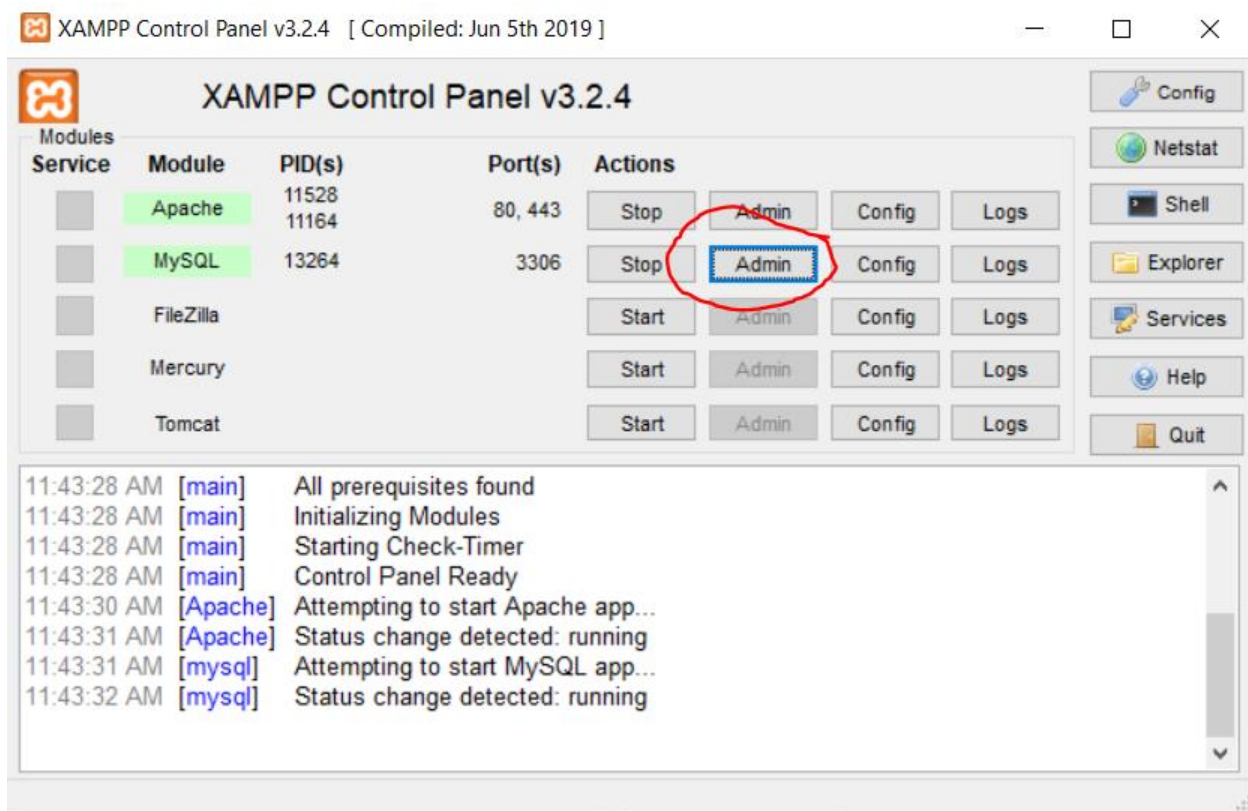 XAMPP Control Panel v3.2.4 [ Compiled: Jun 5th 2019 ]
XAMPP Control Panel v3.2.4
Config
Modules
Netstat
Service Module PID(s) Port(s) Actions
Apache 11528 11164 80, 443 Stop Admin Config Logs
Shell
MySQL 13264 3306 Stop Admin Config Logs
Explorer
FileZilla Start Admin Config Logs
Services
Mercury Start Admin Config Logs
Help
Tomcat Start Admin Config Logs
Quit
11:43:28 AM [main] All prerequisites found
11:43:28 AM [main] Initializing Modules
11:43:28 AM [main] Starting Check-Timer
11:43:28 AM [main] Control Panel Ready
11:43:30 AM [Apache] Attempting to start Apache app...
11:43:31 AM [Apache] Status change detected: running
11:43:31 AM [mysql] Attempting to start MySQL app...
11:43:32 AM [mysql] Status change detected: running